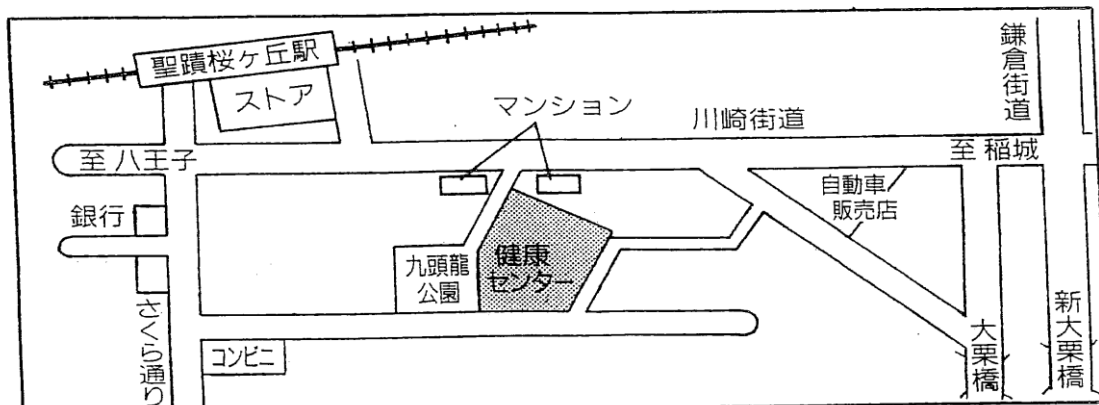 聖蹟桜ヶ丘駅
ストア
マンション
川崎街道
鎌倉街道
至 八王子
至 稲城
銀行
自動車
販売店
九頭龍
公園
健康
センター
さくら通り
コンビニ
大栗橋
新大栗橋